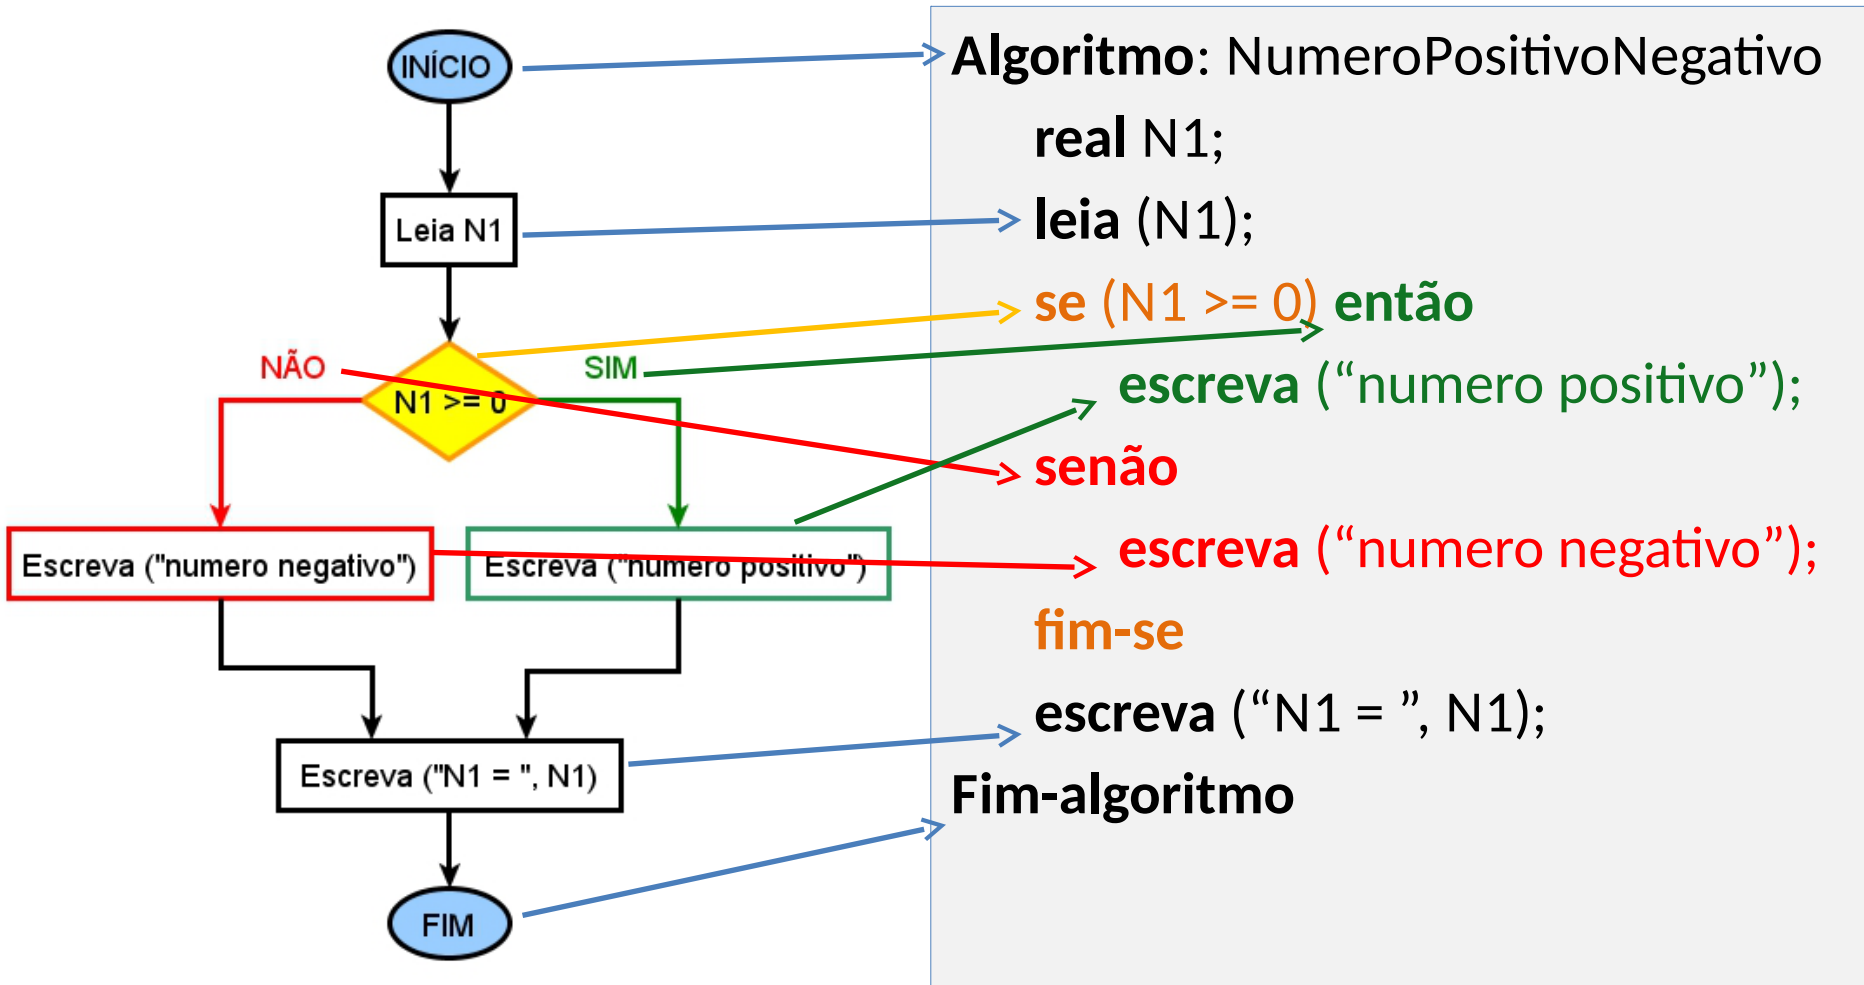 INÍCIO
Leia N1
NÃO
SIM
N1 >= 0
Escreva ("numero negativo")
Escreva ("numero positivo")
Escreva ("N1 = ", N1)
FIM
Algoritmo: NumeroPositivoNegativo
real N1;
leia (N1);
se (N1 >= 0) então
escreva (“numero positivo”);
senão
escreva (“numero negativo”);
fim-se
escreva (“N1 = ”, N1);
Fim-algoritmo